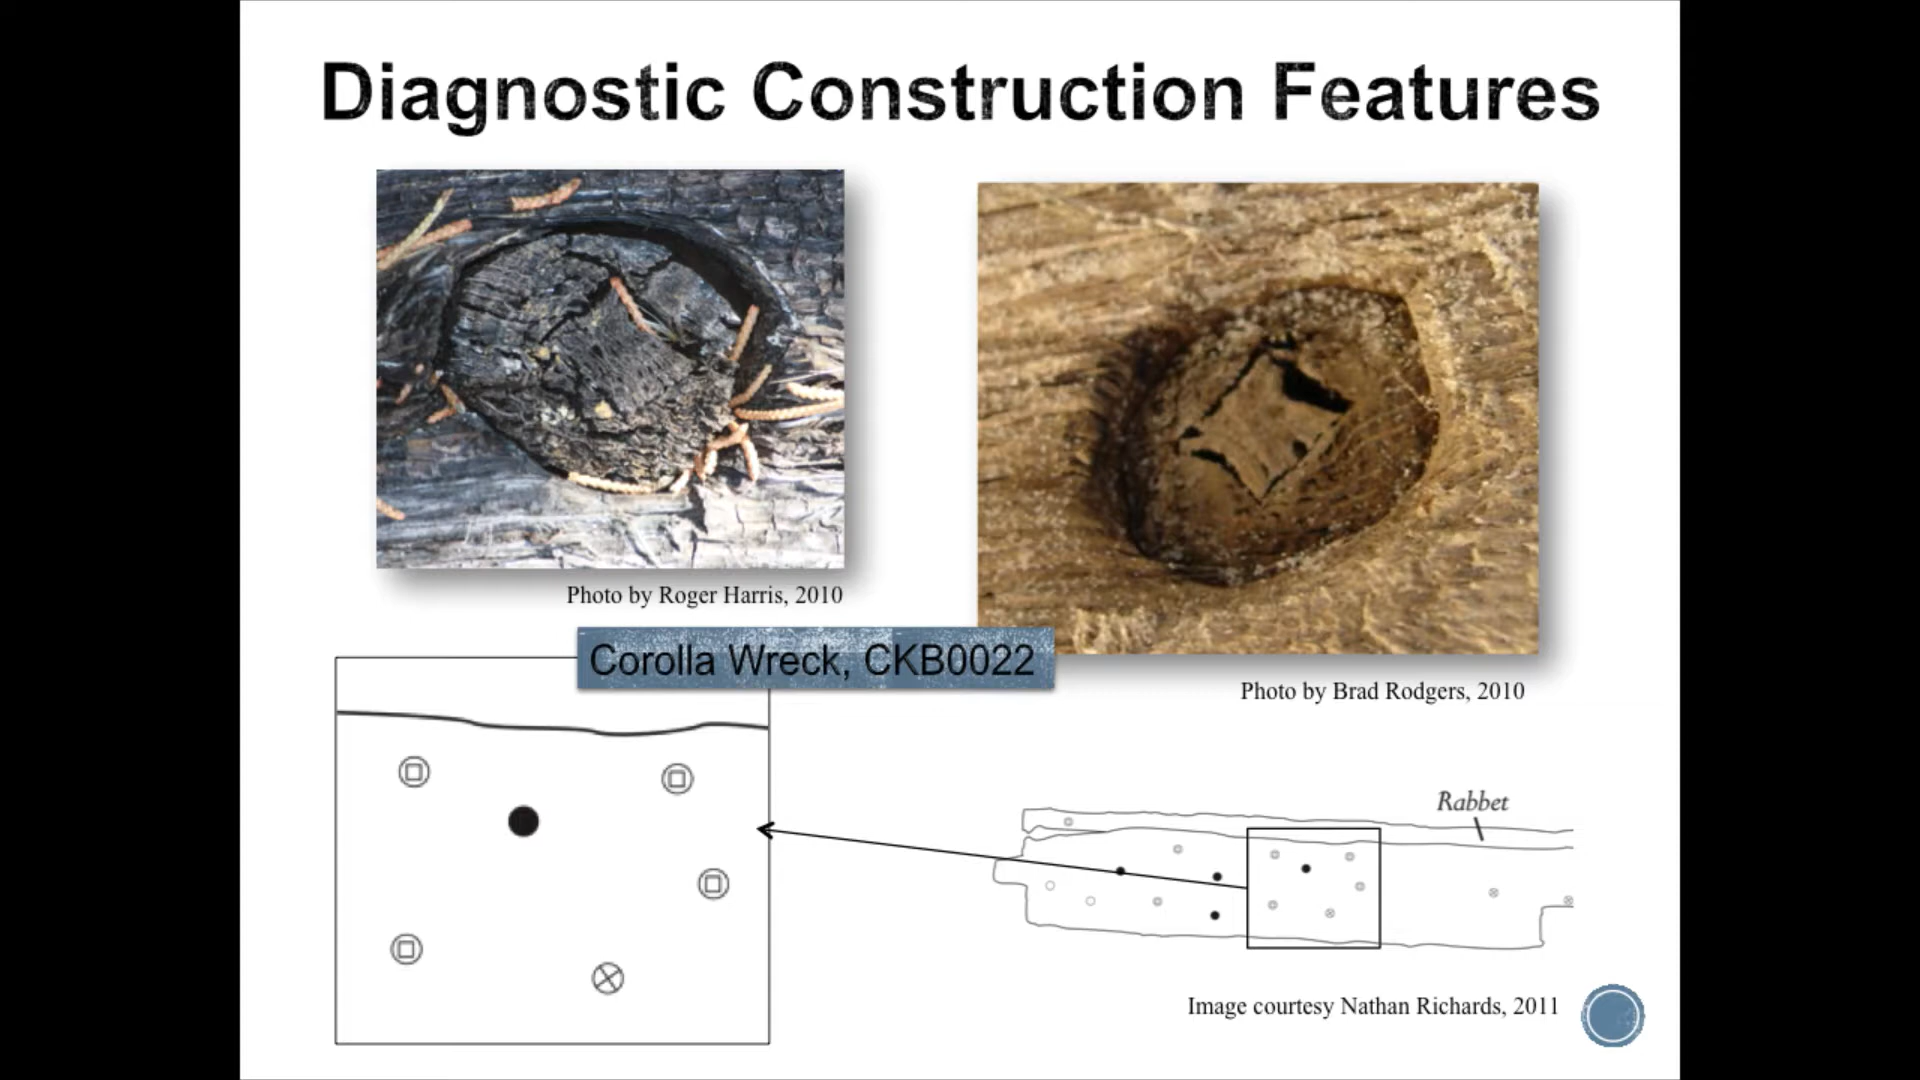 Diagnostic Construction Features
Photo by Roger Harris, 2010
Corolla Wreck, CKB0022
Photo by Brad Rodgers, 2010
Rabbet
Image courtesy Nathan Richards, 2011